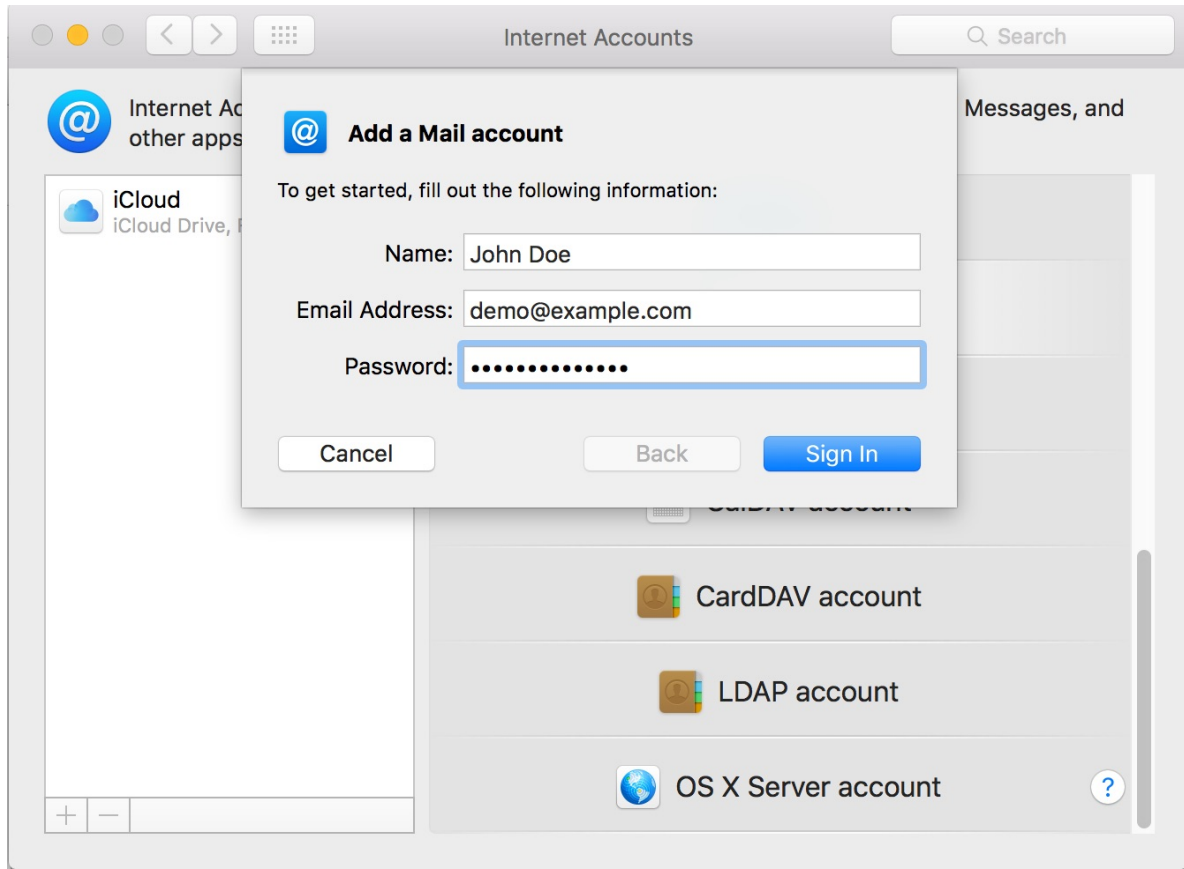 Internet Accounts
Search
Internet Ac
Messages, and
other apps
Add a Mail account
To get started, fill out the following information:
iCloud
iCloud Drive,
Name: John Doe
Email Address: demo@example.com
Password: ••••••••••••••
Cancel
Back
Sign In
CalDAV account
CardDAV account
LDAP account
OS X Server account
?